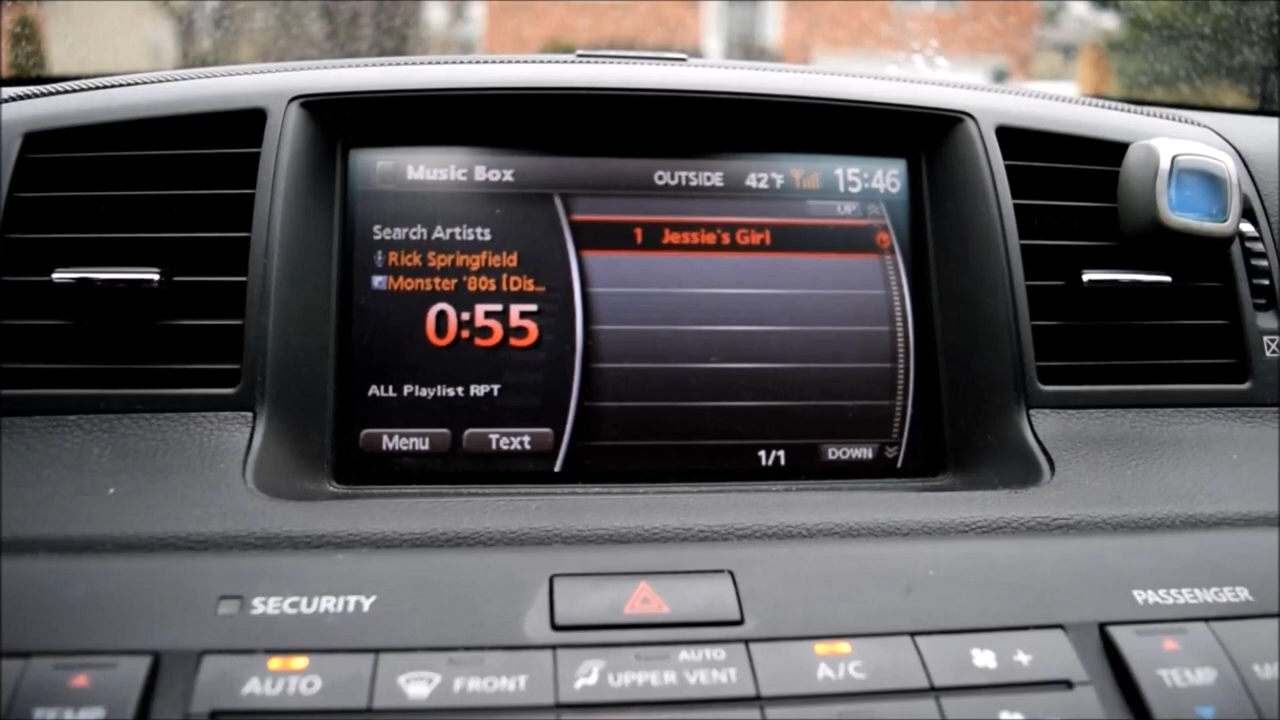 Music Box OUTSIDE 42°F 15:46
UP
Search Artists
1 Jessie's Girl
Rick Springfield
Monster '80s [Dis...
0:55
ALL Playlist RPT
Menu Text
1/1 DOWN
SECURITY
PASSENGER
AUTO
FRONT
AUTO
UPPER VENT
A/C
+
TEMP
TEMP